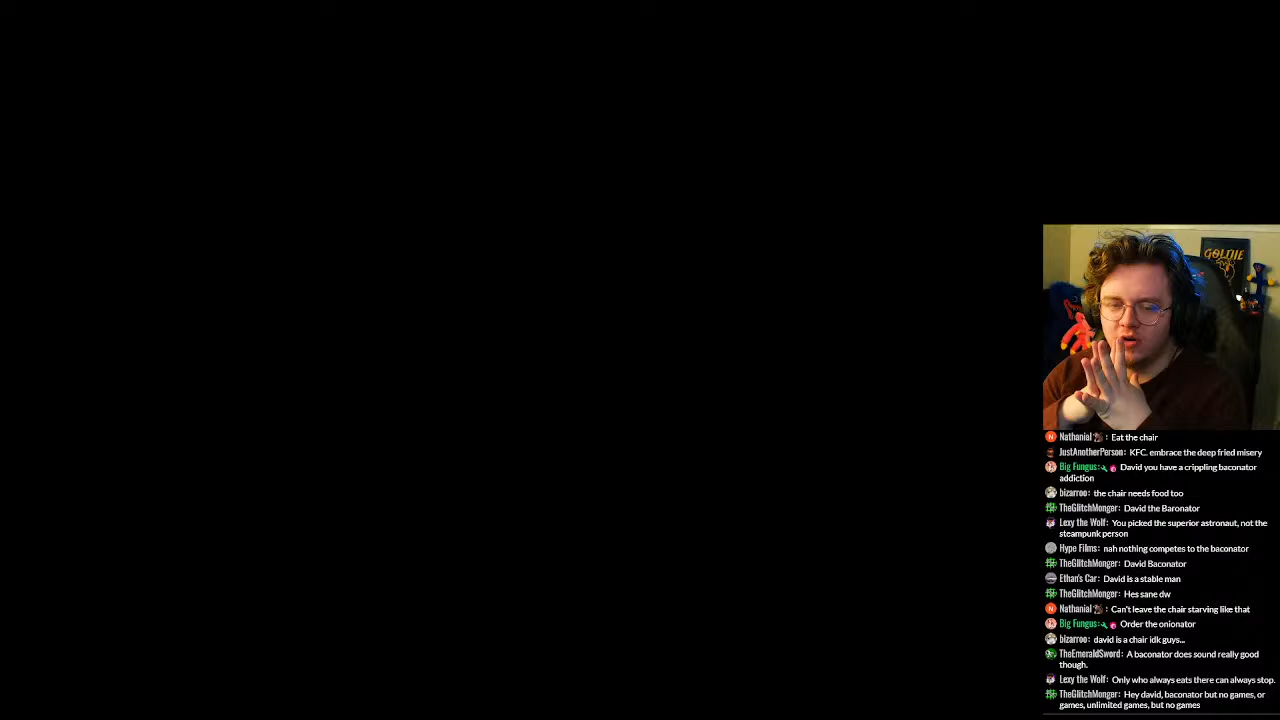 GOLDIE
Nathanial: Eat the chair
JustAnotherPerson: KFC. embrace the deep fried misery
Big Fungus: David you have a crippling baconator
addiction
bizarroo: the chair needs food too
TheGlitchMonger: David the Baronator
Lexy the Wolf: You picked the superior astronaut, not the
steampunk person
Hype Films: nah nothing competes to the baconator
TheGlitchMonger: David Baconator
Ethan's Car: David is a stable man
TheGlitchMonger: Hes sane dw
Nathanial: Can't leave the chair starving like that
Big Fungus: Order the onionator
bizarroo: david is a chair idk guys...
TheEmeraldSword: A baconator does sound really good
though.
Lexy the Wolf: Only who always eats there can always stop.
TheGlitchMonger: Hey david, baconator but no games, or
games, unlimited games, but no games